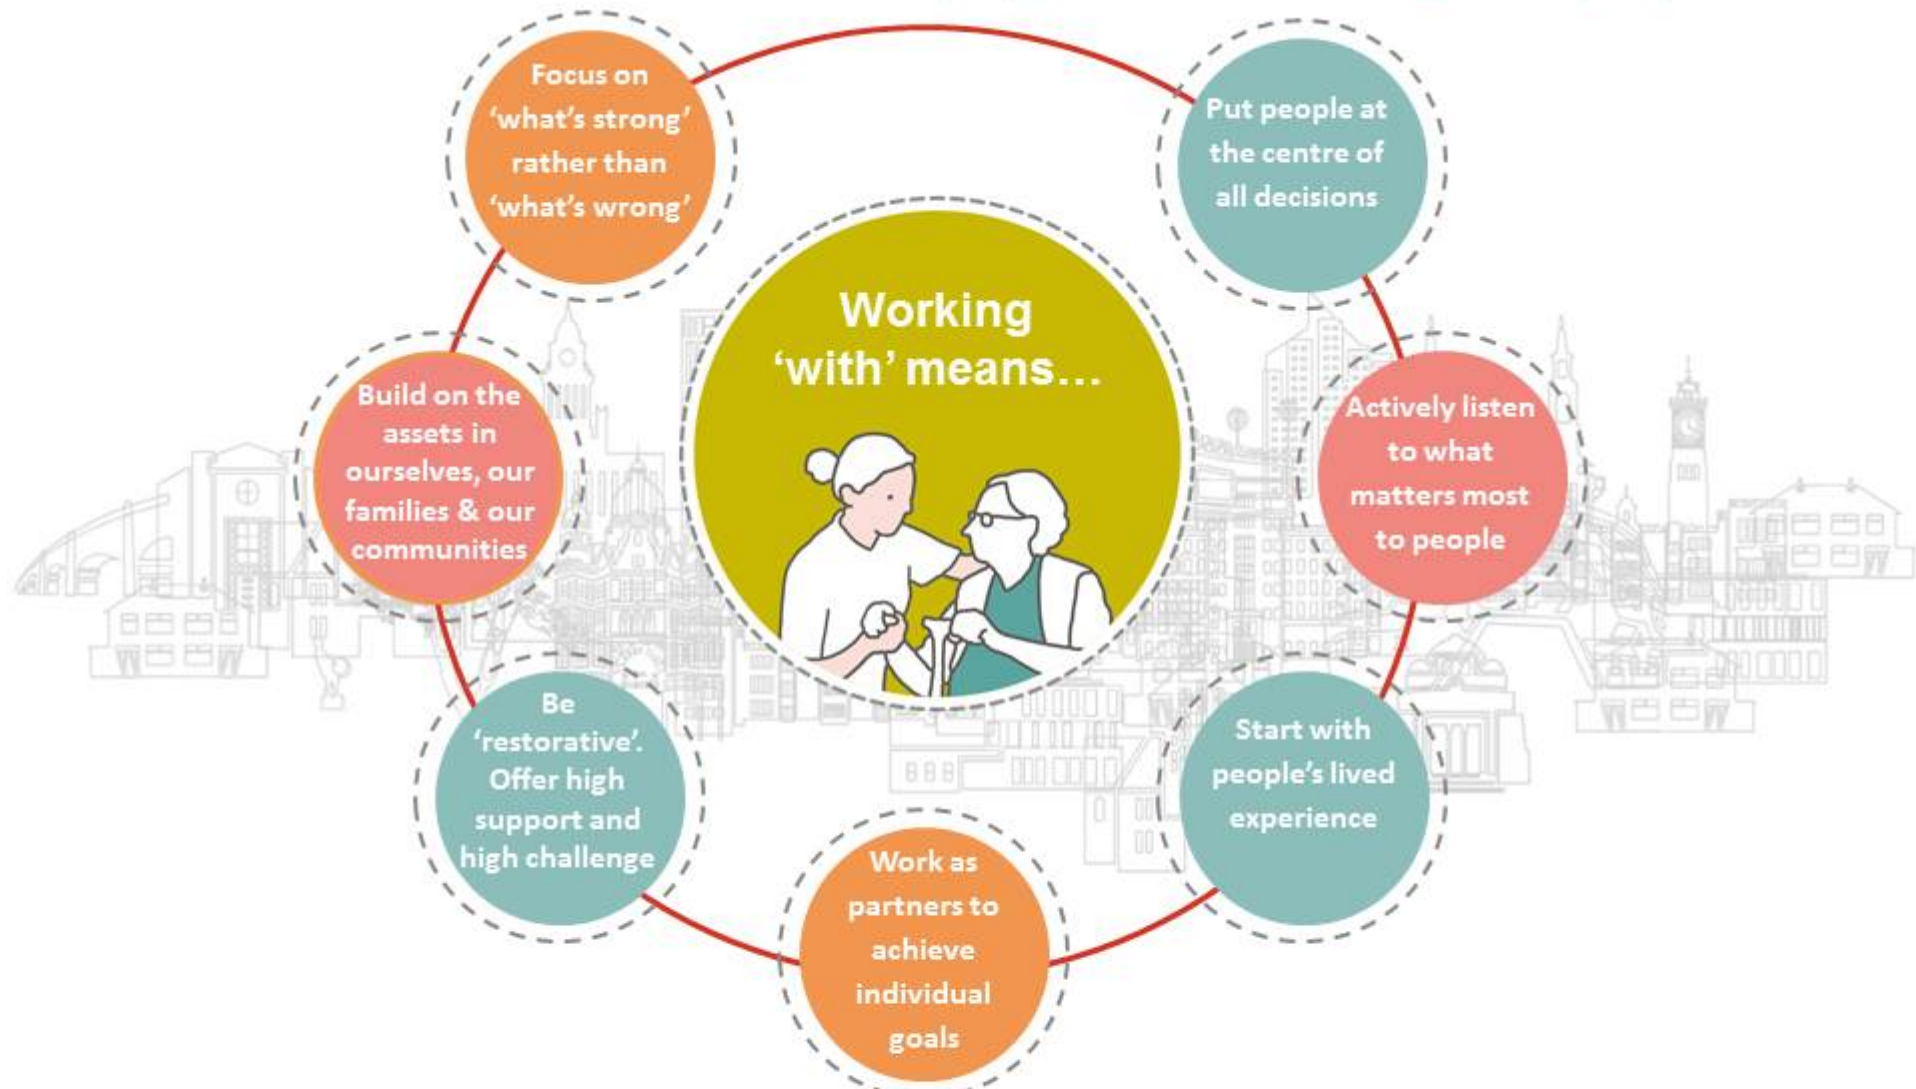 Working
‘with’ means…
Put people at
the centre of
all decisions
Actively listen
to what
matters most
to people
Start with
people’s lived
experience
Work as
partners to
achieve
individual
goals
Be
‘restorative’.
Offer high
support and
high challenge
Build on the
assets in
ourselves, our
families & our
communities
Focus on
‘what’s strong’
rather than
‘what’s wrong’